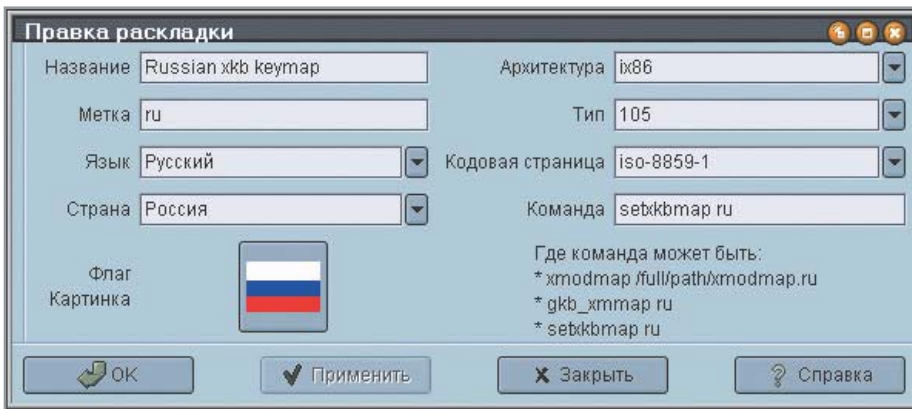 Правка раскладки
Название Russian xkb keymap
Архитектура ix86
Метка ru
Тип 105
Язык Русский
Кодовая страница iso-8859-1
Страна Россия
Команда setxkbmap ru
Флаг
Картинка
Где команда может быть:
* xmodmap /full/path/xmodmap.ru
* gkb_xmmap ru
* setxkbmap ru
OK
Применить
Закрыть
Справка